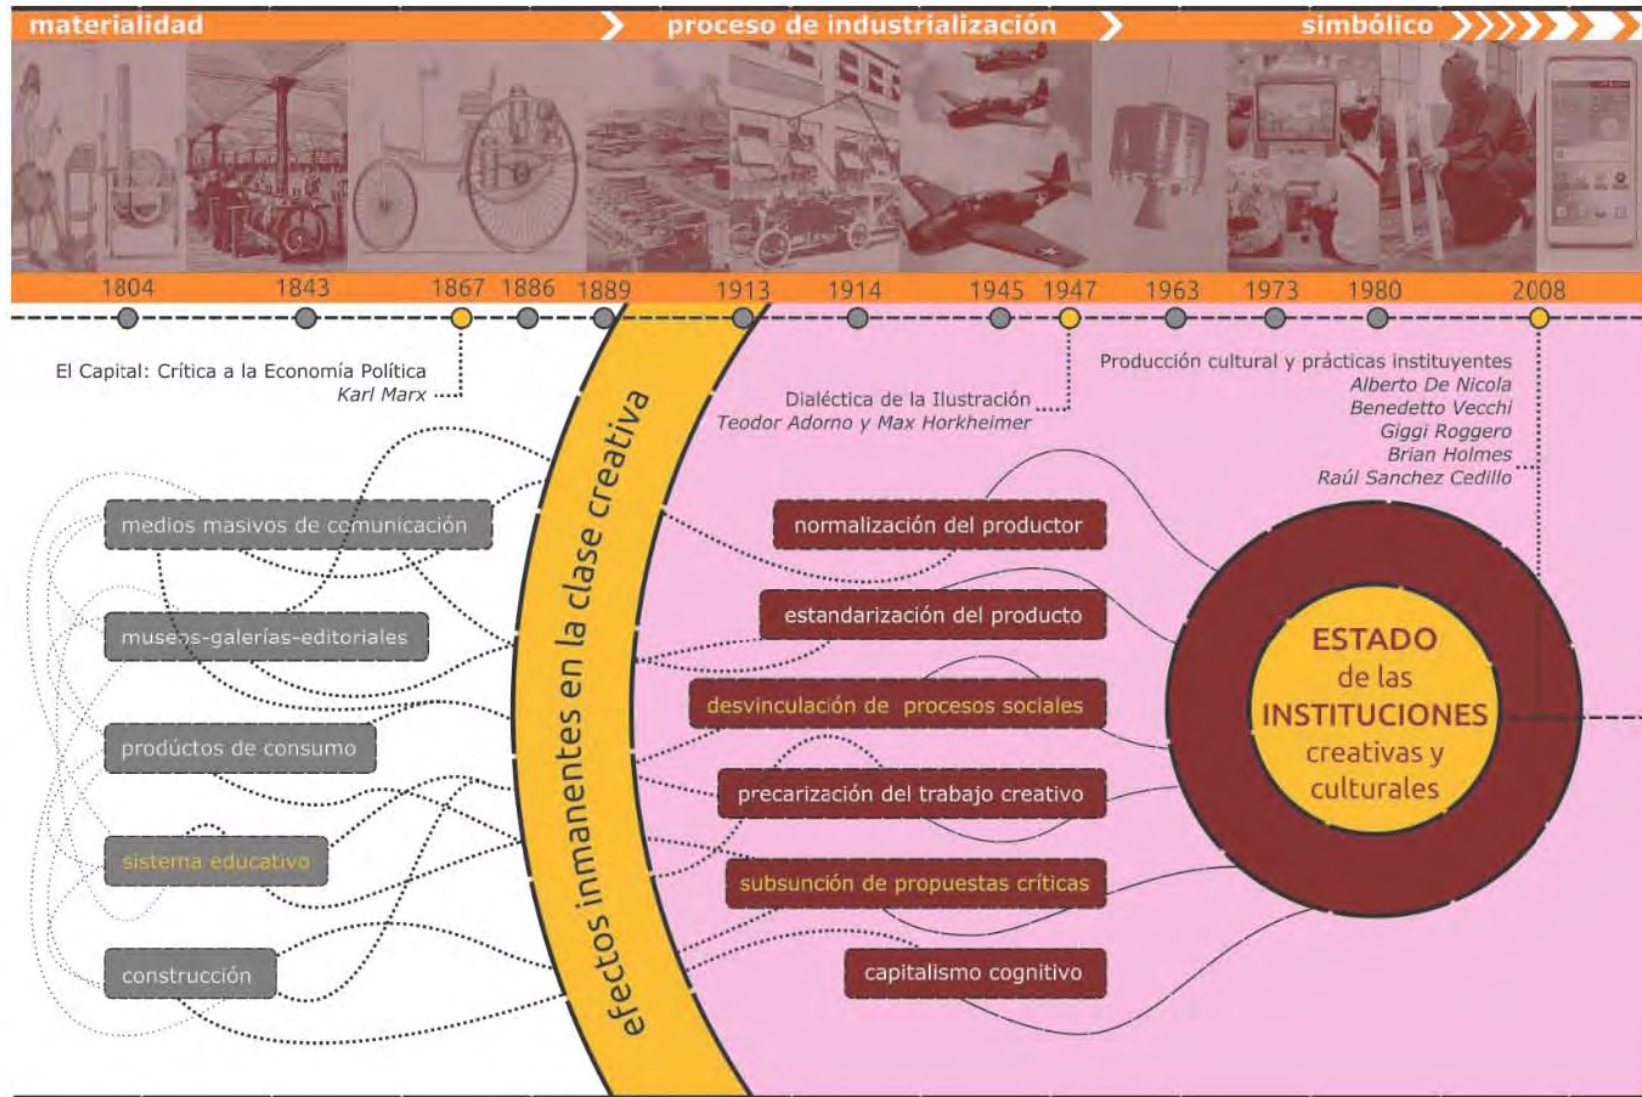 materialidad
proceso de industrialización
simbólico
1804 1843 1867 1886 1889 1913 1914 1945 1947 1963 1973 1980 2008
El Capital: Crítica a la Economía Política
Karl Marx
Dialéctica de la Ilustración
Teodor Adorno y Max Horkheimer
Producción cultural y prácticas instituyentes
Alberto De Nicola
Benedetto Vecchi
Giggi Roggero
Brian Holmes
Raúl Sanchez Cedillo
medios masivos de comunicación
museos-galerías-editoriales
productos de consumo
sistema educativo
construcción
efectos inmanentes en la clase creativa
normalización del productor
estandarización del producto
desvinculación de procesos sociales
precarización del trabajo creativo
subsunción de propuestas críticas
capitalismo cognitivo
ESTADO
de las
INSTITUCIONES
creativas y
culturales